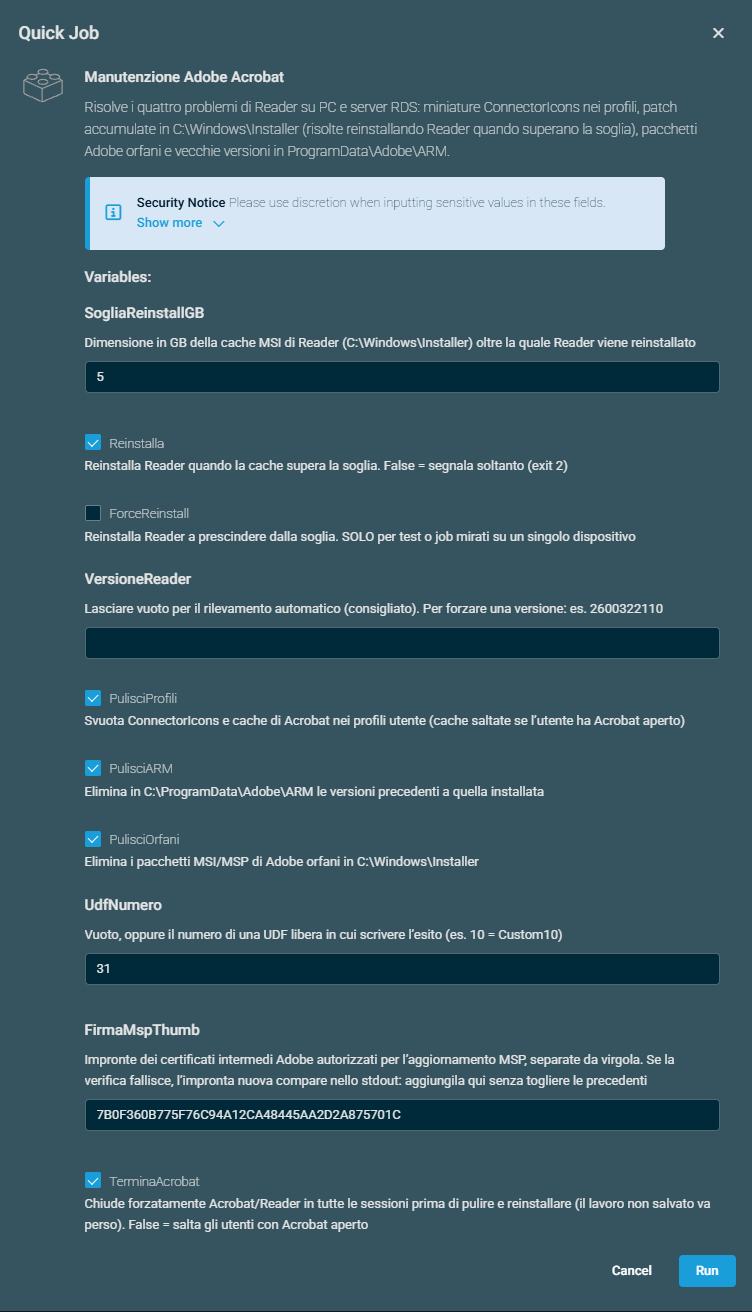 Quick Job
Manutenzione Adobe Acrobat
Risolve i quattro problemi di Reader su PC e server RDS: miniature ConnectorIcons nei profili, patch
accumulate in C:\Windows\Installer (risolte reinstallando Reader quando superano la soglia), pacchetti
Adobe orfani e vecchie versioni in ProgramData\Adobe\ARM.
Security Notice Please use discretion when inputting sensitive values in these fields.
Show more
Variables:
SogliaReinstallGB
Dimensione in GB della cache MSI di Reader (C:\Windows\Installer) oltre la quale Reader viene reinstallato
5
Reinstalla
Reinstalla Reader quando la cache supera la soglia. False = segnala soltanto (exit 2)
ForceReinstall
Reinstalla Reader a prescindere dalla soglia. SOLO per test o job mirati su un singolo dispositivo
VersioneReader
Lasciare vuoto per il rilevamento automatico (consigliato). Per forzare una versione: es. 2600322110
PulisciProfili
Svuota ConnectorIcons e cache di Acrobat nei profili utente (cache saltate se l'utente ha Acrobat aperto)
PulisciARM
Elimina in C:\ProgramData\Adobe\ARM le versioni precedenti a quella installata
PulisciOrfani
Elimina i pacchetti MSI/MSP di Adobe orfani in C:\Windows\Installer
UdfNumero
Vuoto, oppure il numero di una UDF libera in cui scrivere l'esito (es. 10 = Custom10)
31
FirmaMspThumb
Impronte dei certificati intermedi Adobe autorizzati per l'aggiornamento MSP, separate da virgola. Se la
verifica fallisce, l'impronta nuova compare nello stdout: aggiungila qui senza togliere le precedenti
7B0F360B775F76C94A12CA48445AA2D2A875701C
TerminaAcrobat
Chiude forzatamente Acrobat/Reader in tutte le sessioni prima di pulire e reinstallare (il lavoro non salvato va
perso). False = salta gli utenti con Acrobat aperto
Cancel
Run